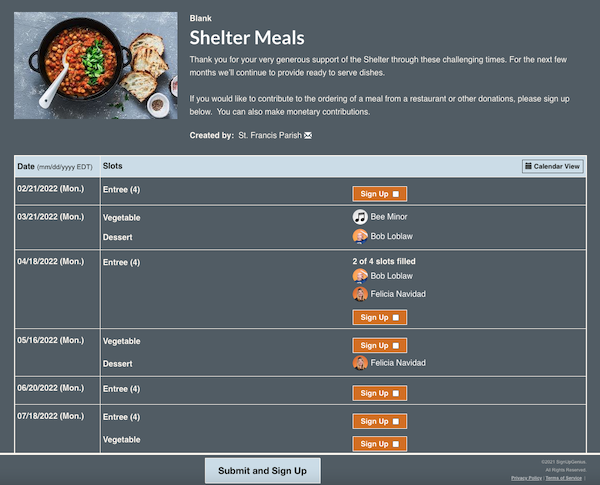 Blank
Shelter Meals
Thank you for your very generous support of the Shelter through these challenging times. For the next few
months we'll continue to provide ready to serve dishes.
If you would like to contribute to the ordering of a meal from a restaurant or other donations, please sign up
below. You can also make monetary contributions.
Created by: St. Francis Parish
Date (mm/dd/yyyy EDT) Slots Calendar View
02/21/2022 (Mon.) Entree (4) Sign Up
03/21/2022 (Mon.) Vegetable Bee Minor
Dessert Bob Loblaw
04/18/2022 (Mon.) Entree (4) 2 of 4 slots filled
Bob Loblaw
Felicia Navidad
Sign Up
05/16/2022 (Mon.) Vegetable Sign Up
Dessert Felicia Navidad
06/20/2022 (Mon.) Entree (4) Sign Up
07/18/2022 (Mon.) Entree (4) Sign Up
Vegetable Sign Up
Submit and Sign Up
©2021 SignUpGenius
All Rights Reserved.
Privacy Policy | Terms of Service |